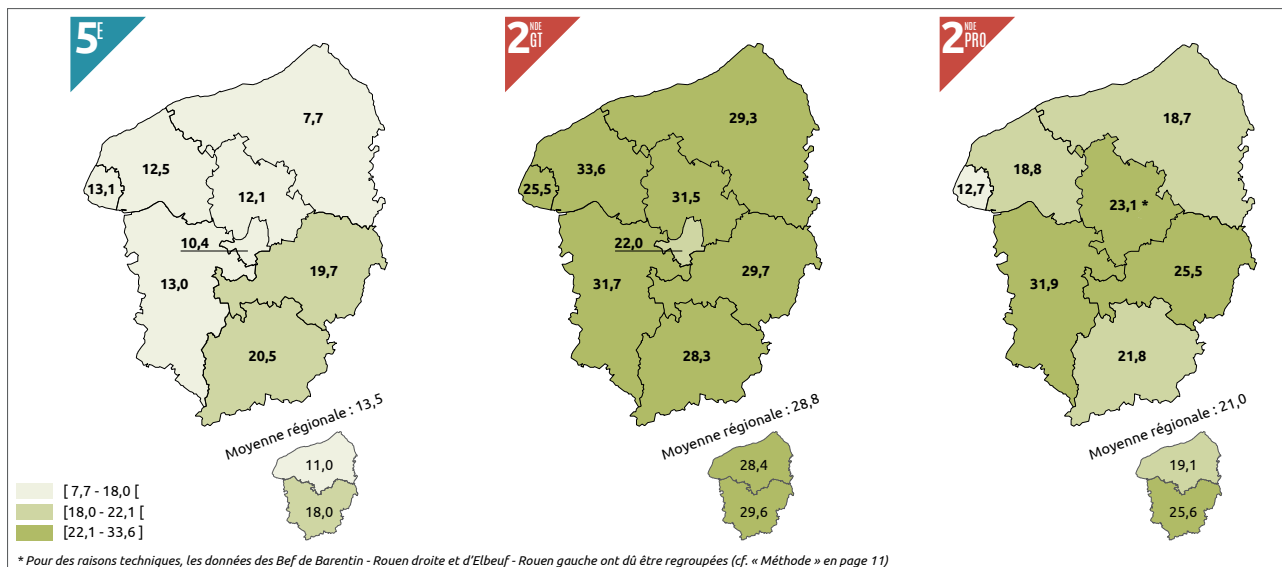 5E
7,7
12,5
13,1
12,1
10,4
19,7
13,0
20,5
Moyenne régionale : 13,5
11,0
18,0
2NDE GT
29,3
33,6
25,5
31,5
22,0
29,7
31,7
28,3
Moyenne régionale : 28,8
28,4
29,6
2NDE PRO
18,7
18,8
12,7
23,1 *
25,5
31,9
21,8
Moyenne régionale : 21,0
19,1
25,6
[ 7,7 - 18,0 [
[18,0 - 22,1 [
[22,1 - 33,6 ]
* Pour des raisons techniques, les données des Bef de Barentin - Rouen droite et d'Elbeuf - Rouen gauche ont dû être regroupées (cf. « Méthode » en page 11)